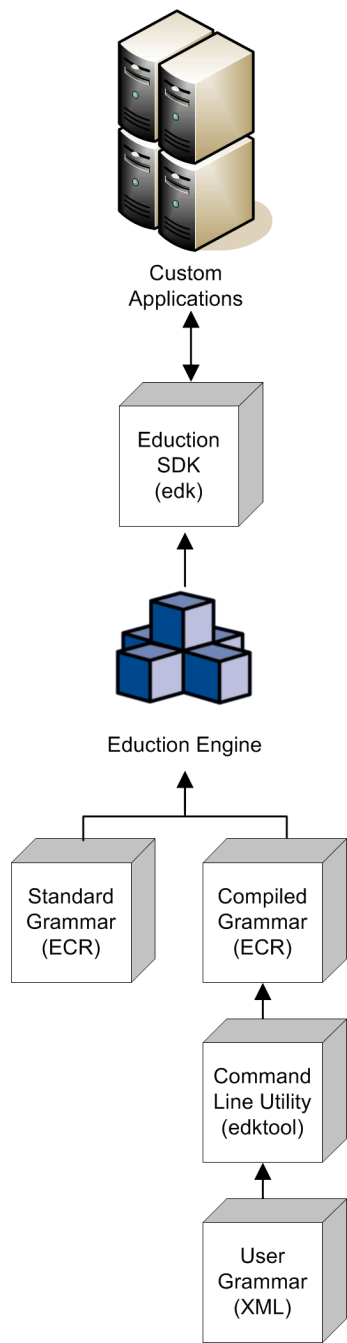 Custom
Applications
Eduction
SDK
(edk)
Eduction Engine
Standard
Grammar
(ECR)
Compiled
Grammar
(ECR)
Command
Line Utility
(edktool)
User
Grammar
(XML)